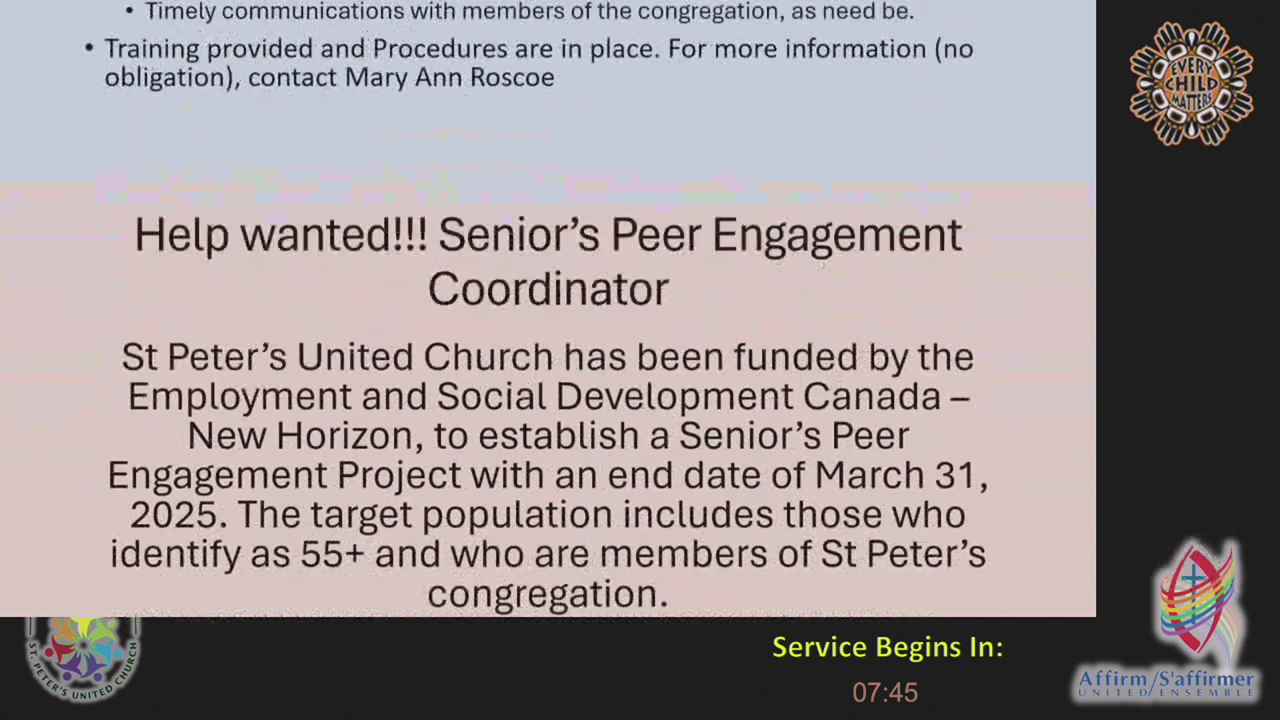 • Timely communications with members of the congregation, as need be.
• Training provided and Procedures are in place. For more information (no
obligation), contact Mary Ann Roscoe
EVERY
CHILD
MATTERS
Help wanted!!! Senior’s Peer Engagement
Coordinator
St Peter’s United Church has been funded by the
Employment and Social Development Canada –
New Horizon, to establish a Senior’s Peer
Engagement Project with an end date of March 31,
2025. The target population includes those who
identify as 55+ and who are members of St Peter’s
congregation.
ST. PETER'S UNITED CHURCH
Service Begins In:
07:45
Affirm/S'affirmer
UNITED/ENSEMBLE